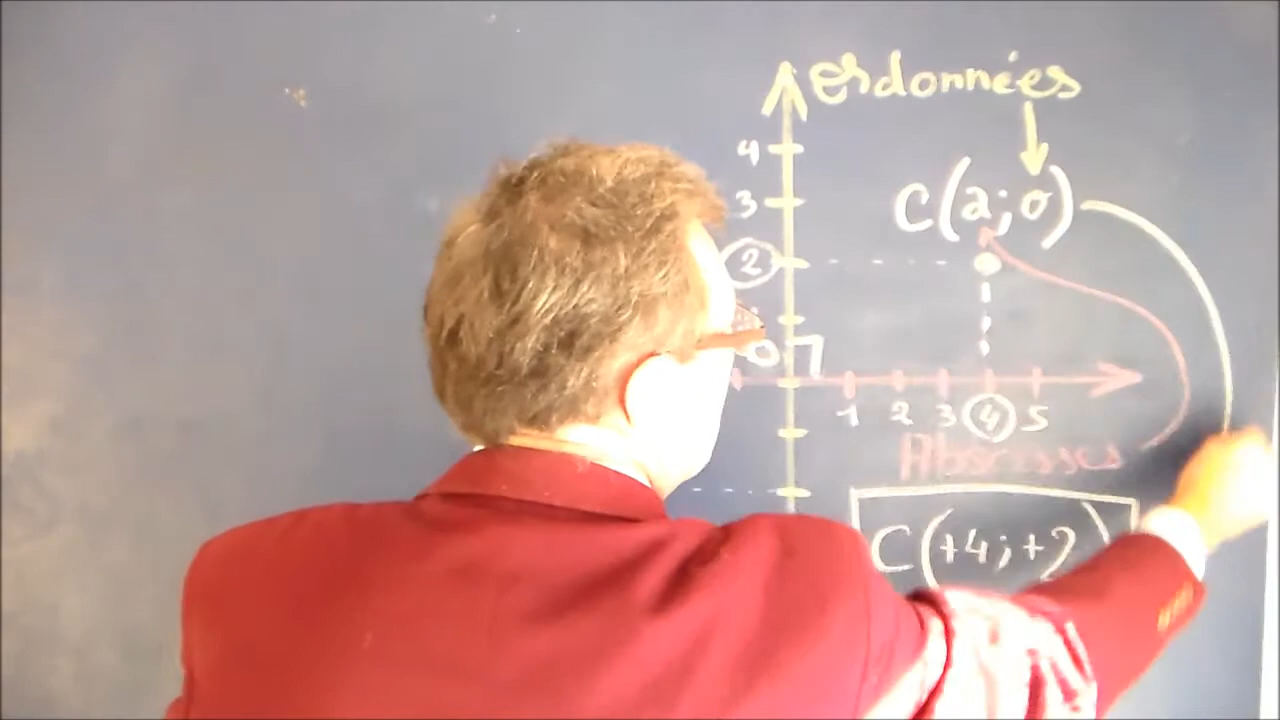 ordonnées
4
C(a;o)
3
2
0
1 2 3 4 5
Abscisses
C(+4;+2)